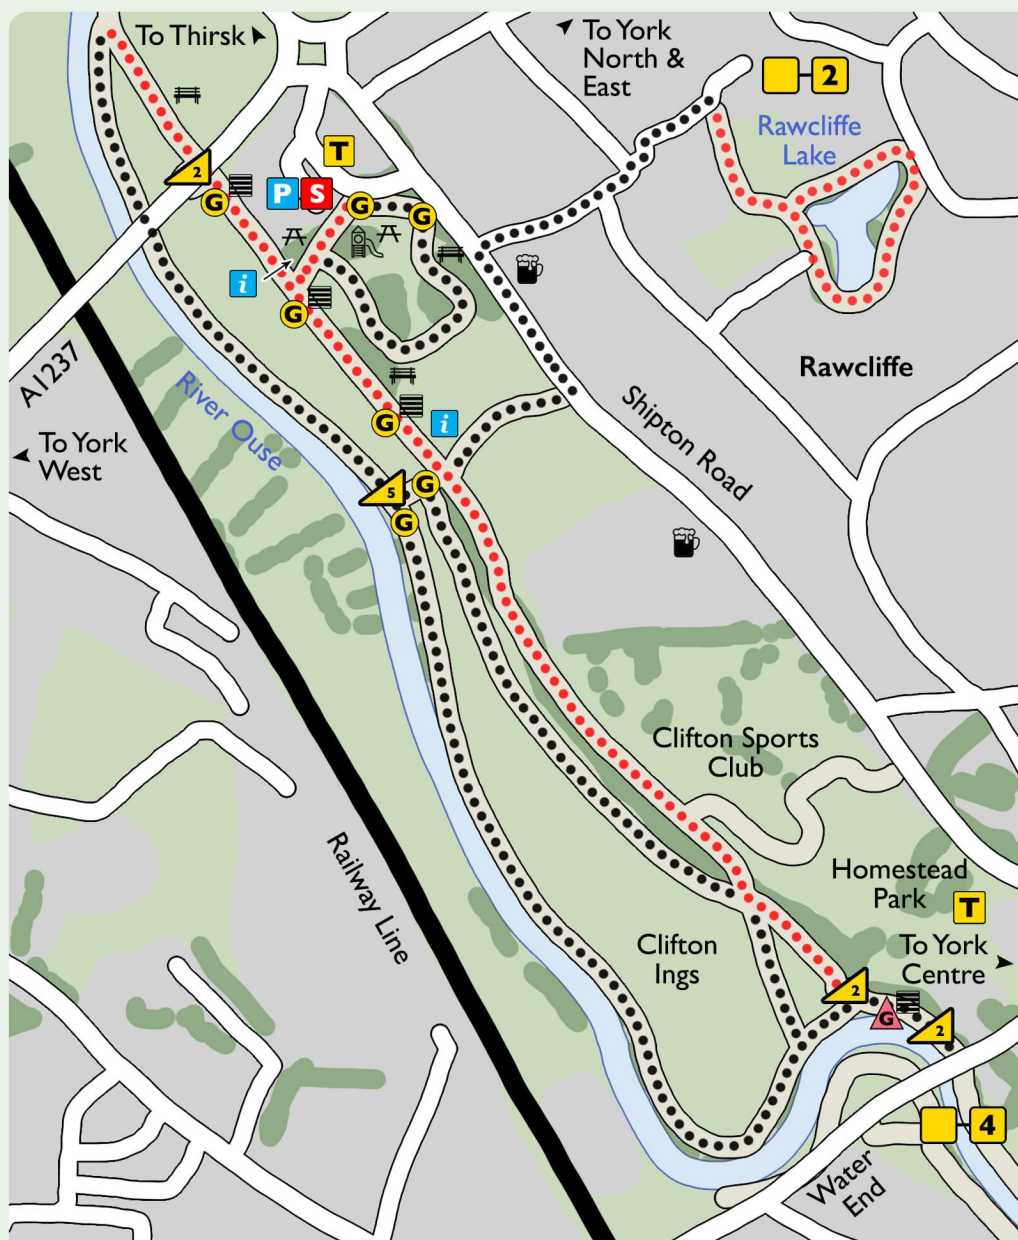 To Thirsk
To York
North &
East
2
Rawcliffe
Lake
T
2
P
S
G
G
G
i
G
A1237
Rawcliffe
River Ouse
To York
West
G
i
Shipton Road
5
G
G
Clifton Sports
Club
Railway Line
Homestead
Park
T
Clifton
Ings
To York
Centre
2
G
2
4
Water
End